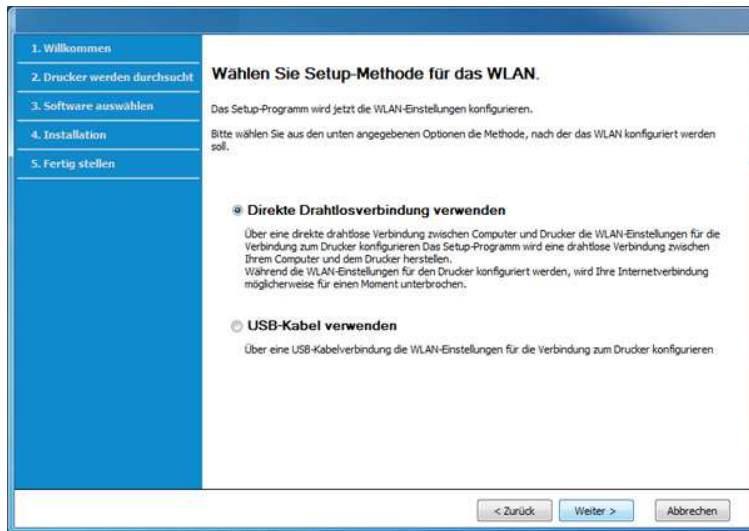 1. Willkommen
2. Drucker werden durchsucht
3. Software auswählen
4. Installation
5. Fertig stellen
Wählen Sie Setup-Methode für das WLAN.
Das Setup-Programm wird jetzt die WLAN-Einstellungen konfigurieren.
Bitte wählen Sie aus den unten angegebenen Optionen die Methode, nach der das WLAN konfiguriert werden
soll.
Direkte Drahtlosverbindung verwenden
Über eine direkte drahtlose Verbindung zwischen Computer und Drucker die WLAN-Einstellungen für die
Verbindung zum Drucker konfigurieren Das Setup-Programm wird eine drahtlose Verbindung zwischen
Ihrem Computer und dem Drucker herstellen.
Während die WLAN-Einstellungen für den Drucker konfiguriert werden, wird Ihre Internetverbindung
möglicherweise für einen Moment unterbrochen.
USB-Kabel verwenden
Über eine USB-Kabelverbindung die WLAN-Einstellungen für die Verbindung zum Drucker konfigurieren
< Zurück
Weiter >
Abbrechen